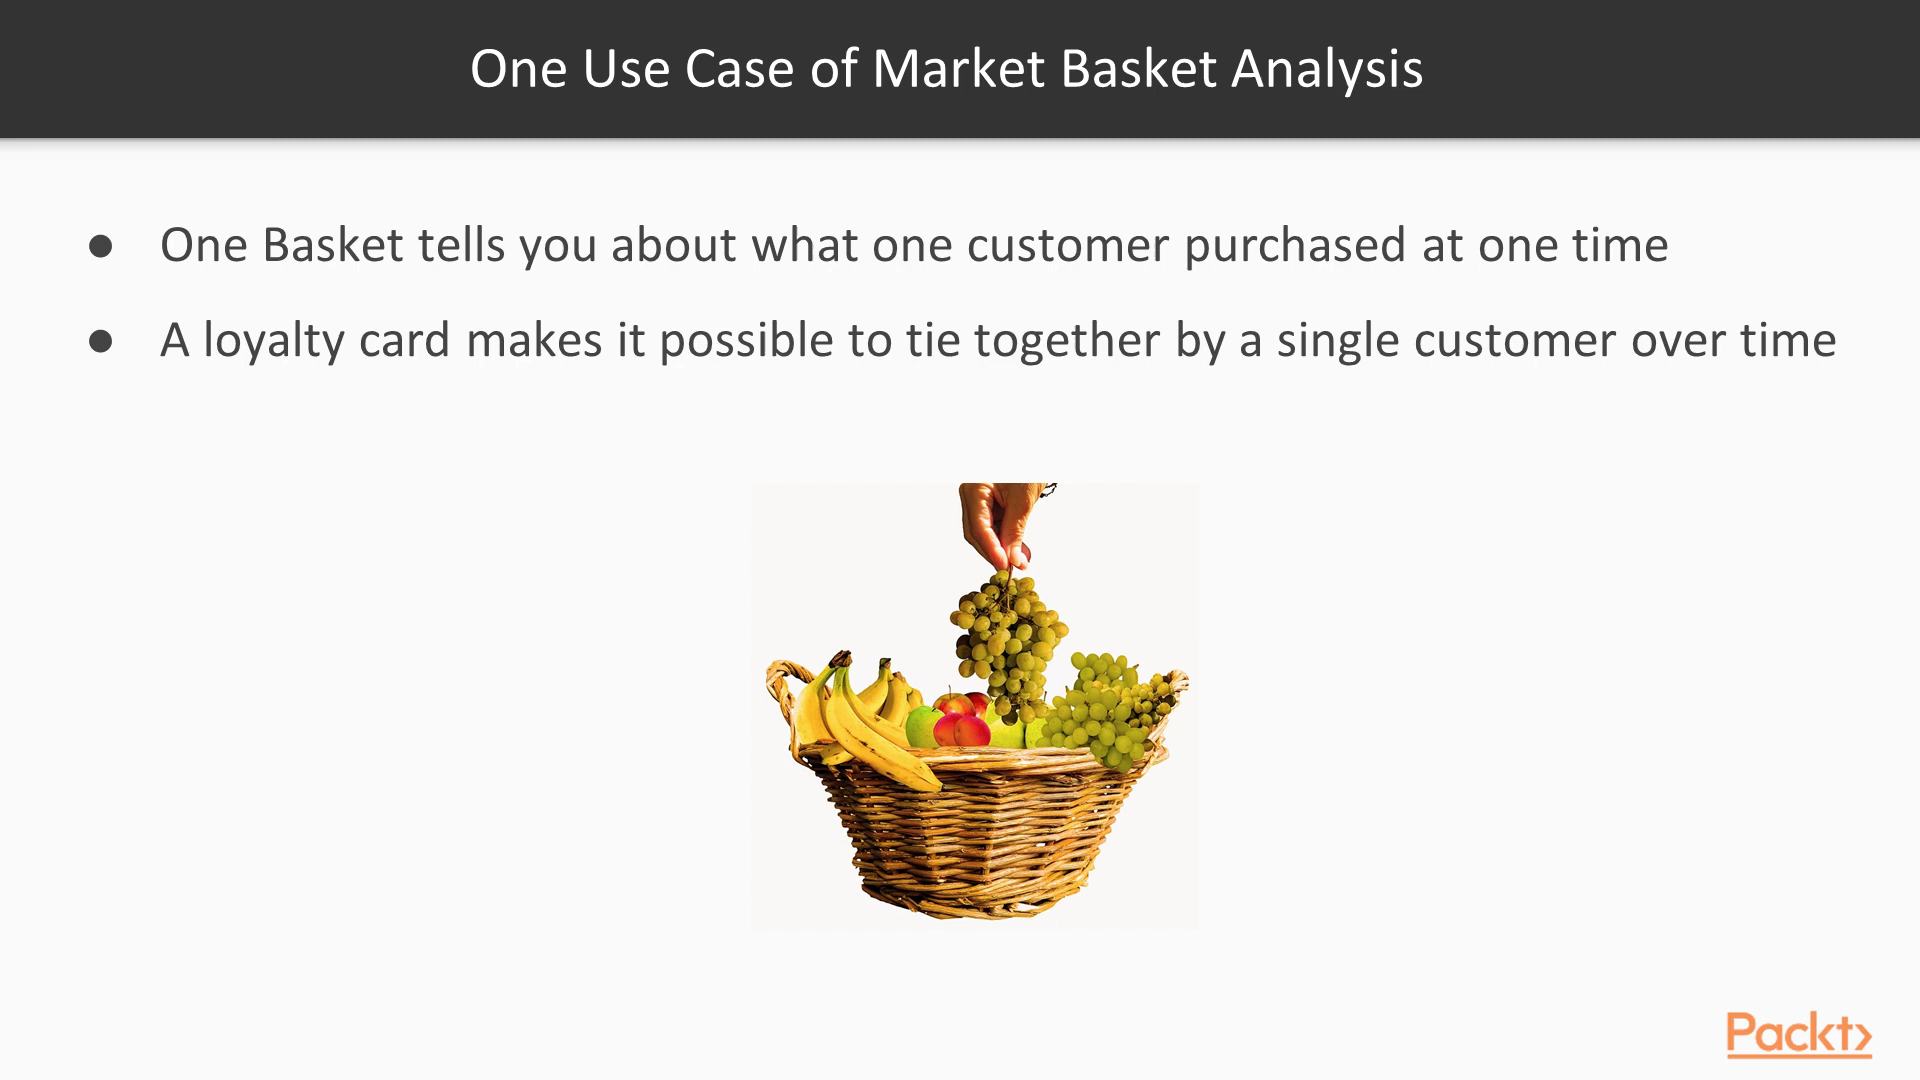 One Use Case of Market Basket Analysis
● One Basket tells you about what one customer purchased at one time
● A loyalty card makes it possible to tie together by a single customer over time
Packt>